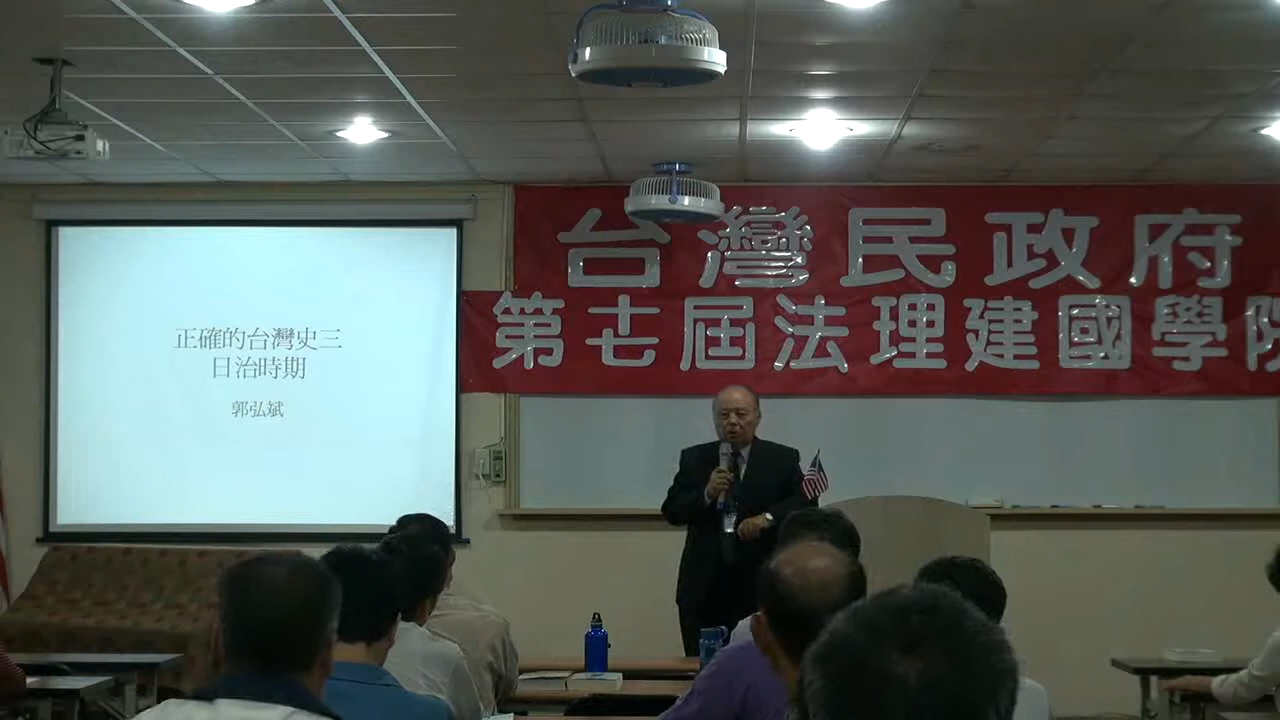 正確的台灣史三
日治時期
郭弘斌
台灣民政府
第七屆法理建國學院